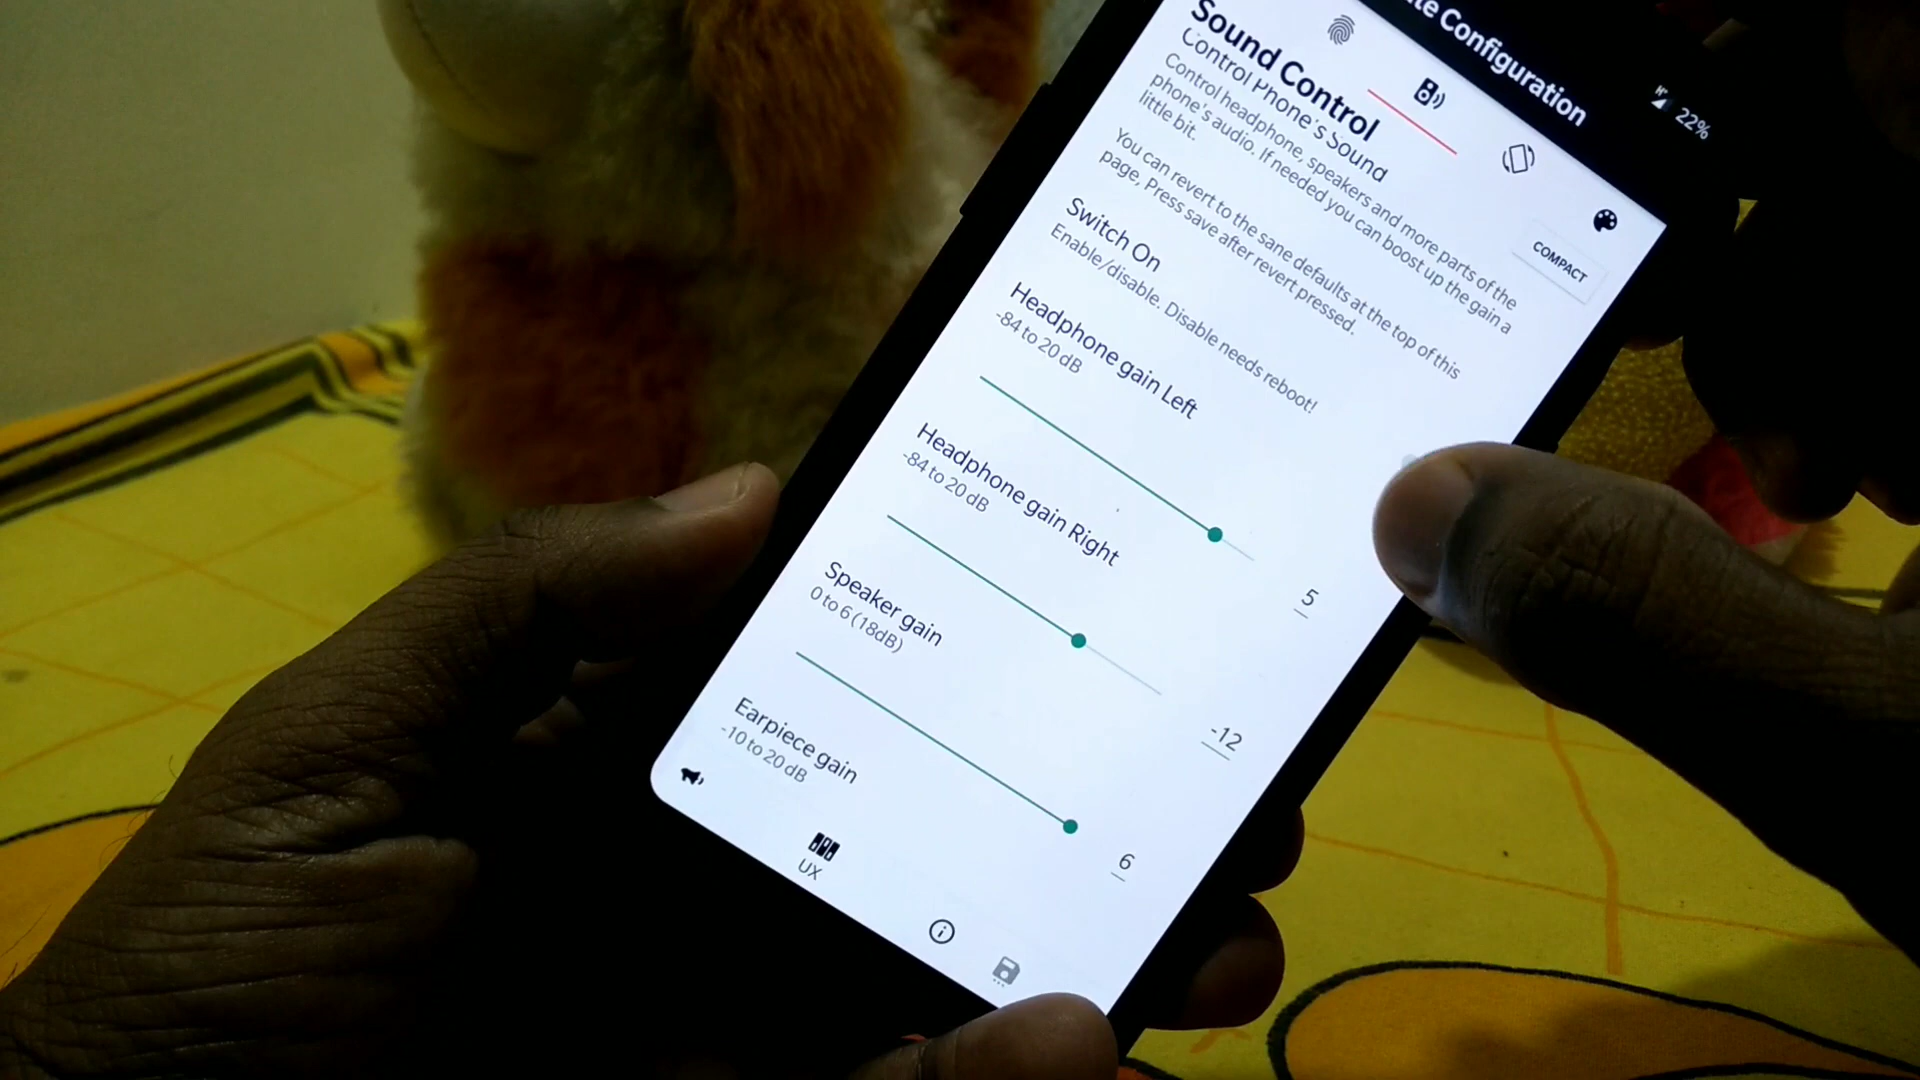 Configuration
22%
Sound Control
Control Phone's Sound
Control headphone, speakers and more parts of the
phone's audio. If needed you can boost up the gain a
little bit.
COMPACT
You can revert to the sane defaults at the top of this
page, Press save after revert pressed.
Switch On
Enable/disable. Disable needs reboot!
Headphone gain Left
-84 to 20 dB
5
Headphone gain Right
-84 to 20 dB
-12
Speaker gain
0 to 6 (18dB)
6
Earpiece gain
-10 to 20 dB
UX